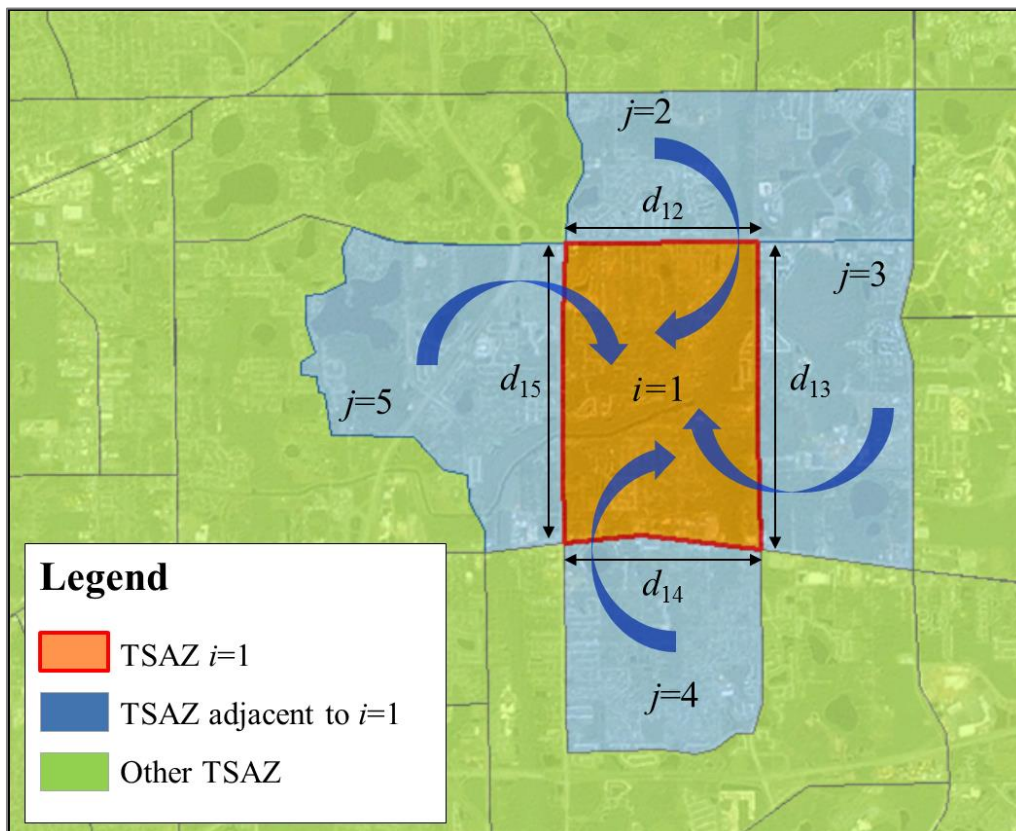 j=2
d12
j=3
d15
i=1
d13
j=5
d14
j=4
Legend
TSAZ i=1
TSAZ adjacent to i=1
Other TSAZ